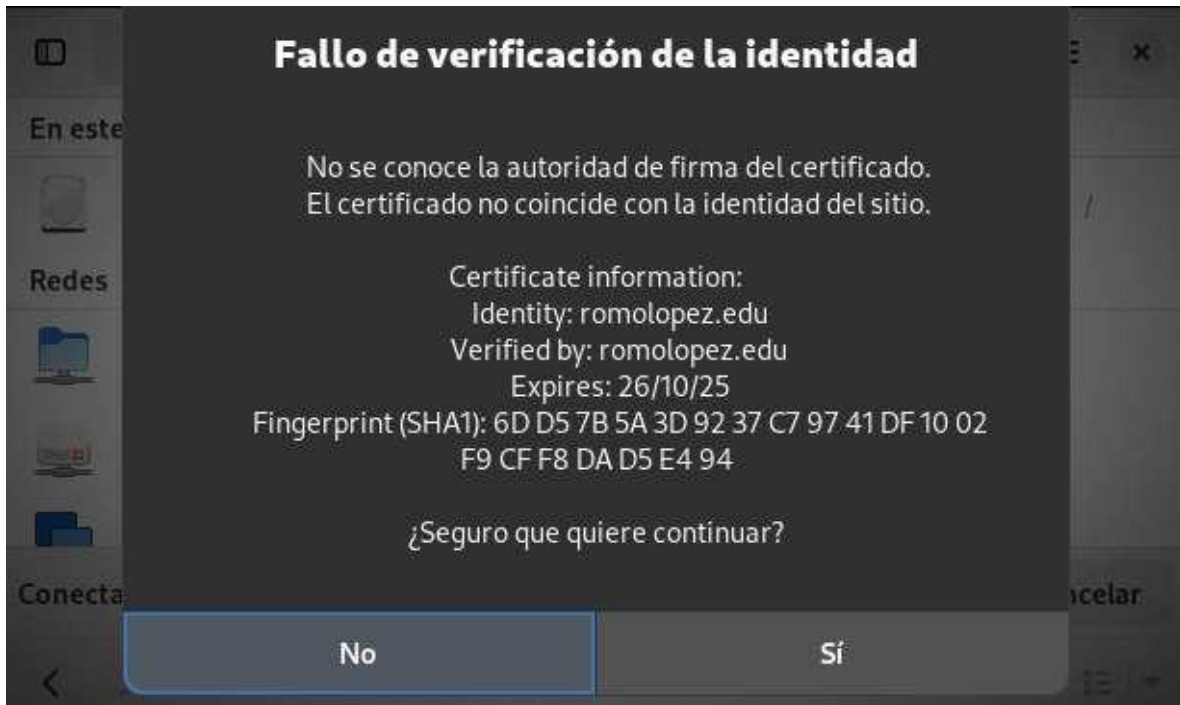 Fallo de verificación de la identidad
En este
No se conoce la autoridad de firma del certificado.
El certificado no coincide con la identidad del sitio.
/
Redes
Certificate information:
Identity: romolopez.edu
Verified by: romolopez.edu
Expires: 26/10/25
Fingerprint (SHA1): 6D D5 7B 5A 3D 92 37 C7 97 41 DF 10 02
F9 CF F8 DA D5 E4 94
¿Seguro que quiere continuar?
Conecta
ncelar
No
Sí